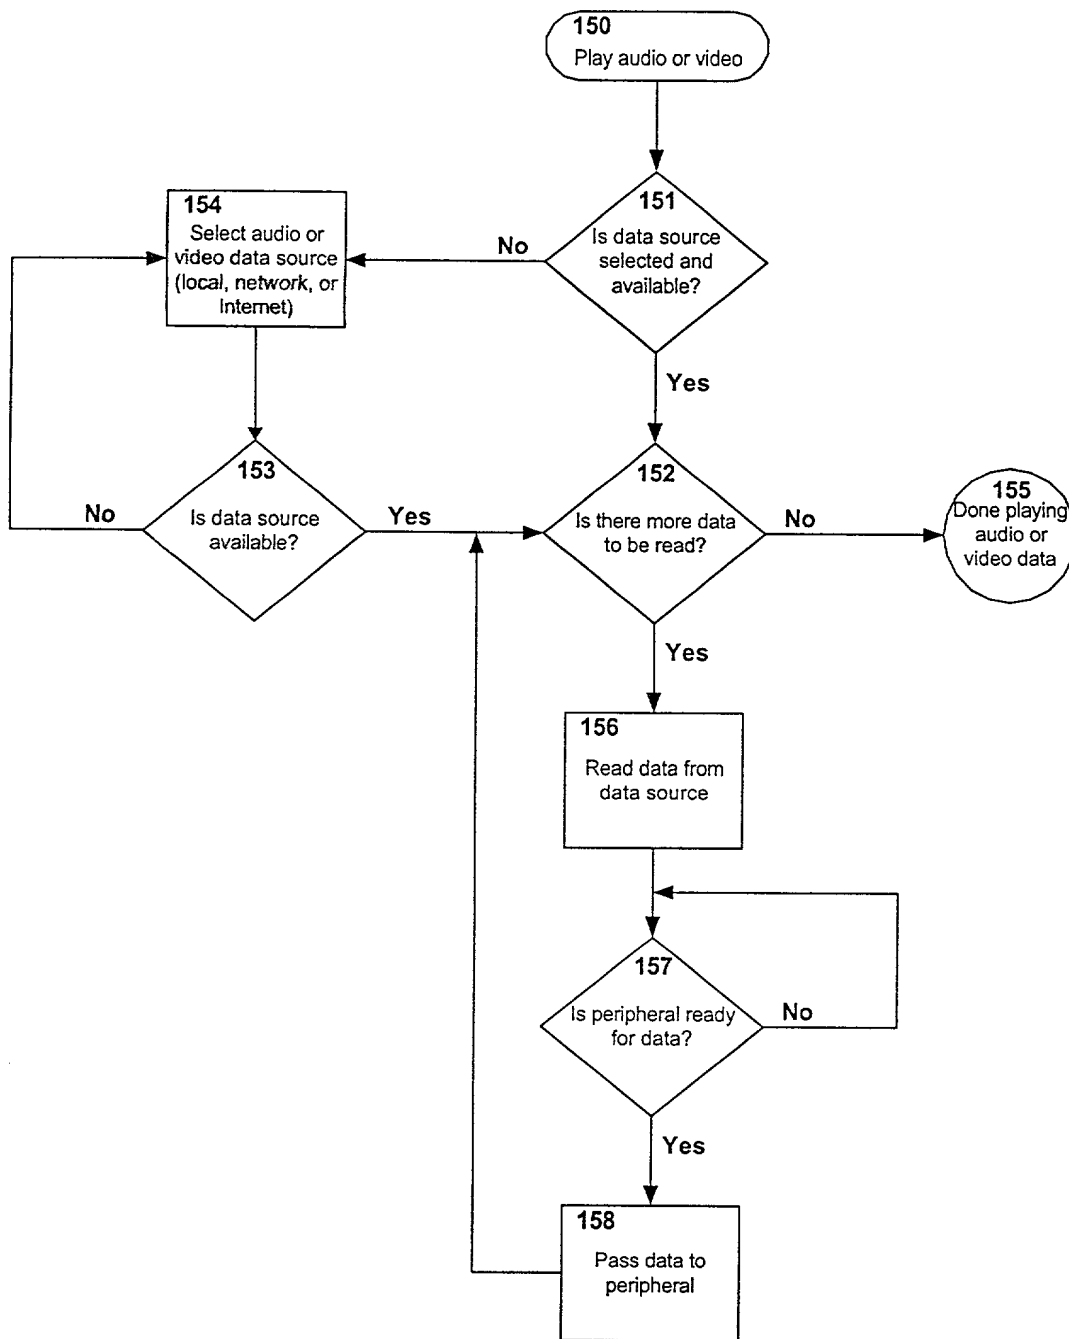 150
Play audio or video
151
Is data source
selected and
available?
No
Yes
154
Select audio or
video data source
(local, network, or
Internet)
153
Is data source
available?
No
Yes
152
Is there more data
to be read?
No
Yes
155
Done playing
audio or
video data
156
Read data from
data source
157
Is peripheral ready
for data?
No
Yes
158
Pass data to
peripheral